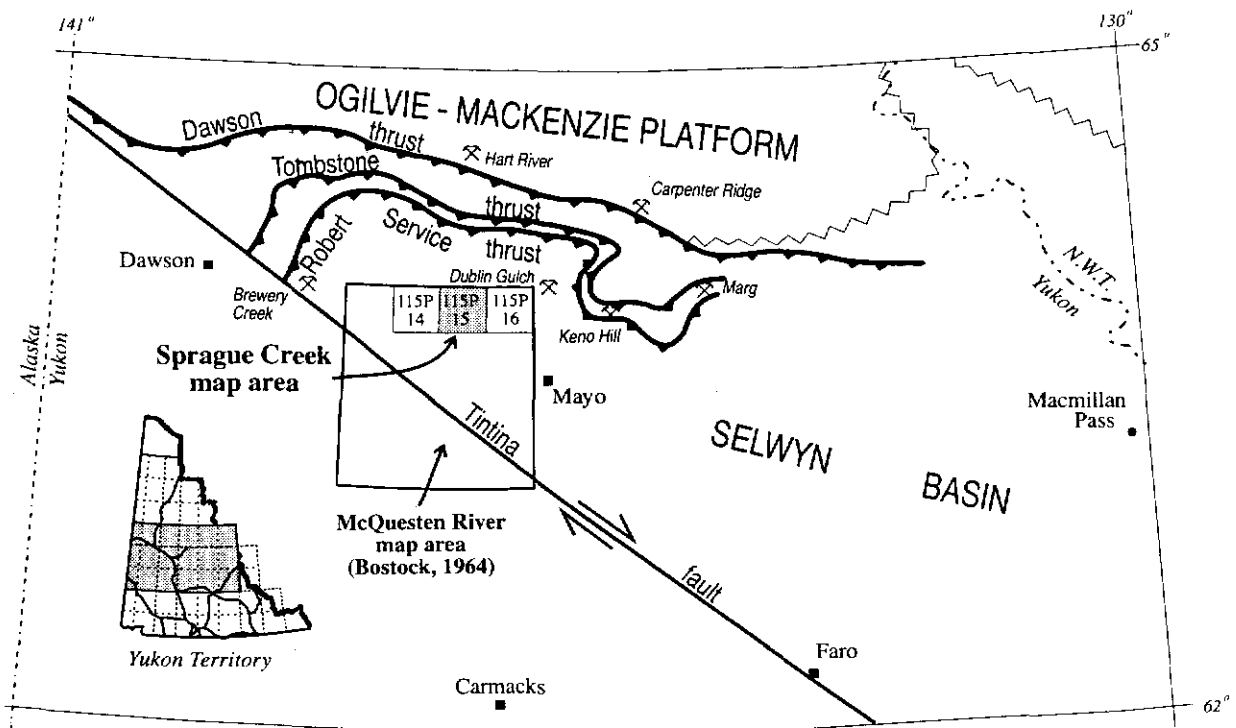 141°
130°
65°
OGILVIE - MACKENZIE PLATFORM
Dawson
thrust
Hart River
Tombstone
Carpenter Ridge
thrust
Service
thrust
Robert
Dawson
Dublin Gulch
Marg
N.W.T.
Yukon
Brewery
Creek
115P
14
115P
15
115P
16
Keno Hill
Sprague Creek
map area
Alaska
Yukon
Mayo
Macmillan
Pass
Tintina
SELWYN
BASIN
McQuesten River
map area
(Bostock, 1964)
fault
Faro
Yukon Territory
Carmacks
62°